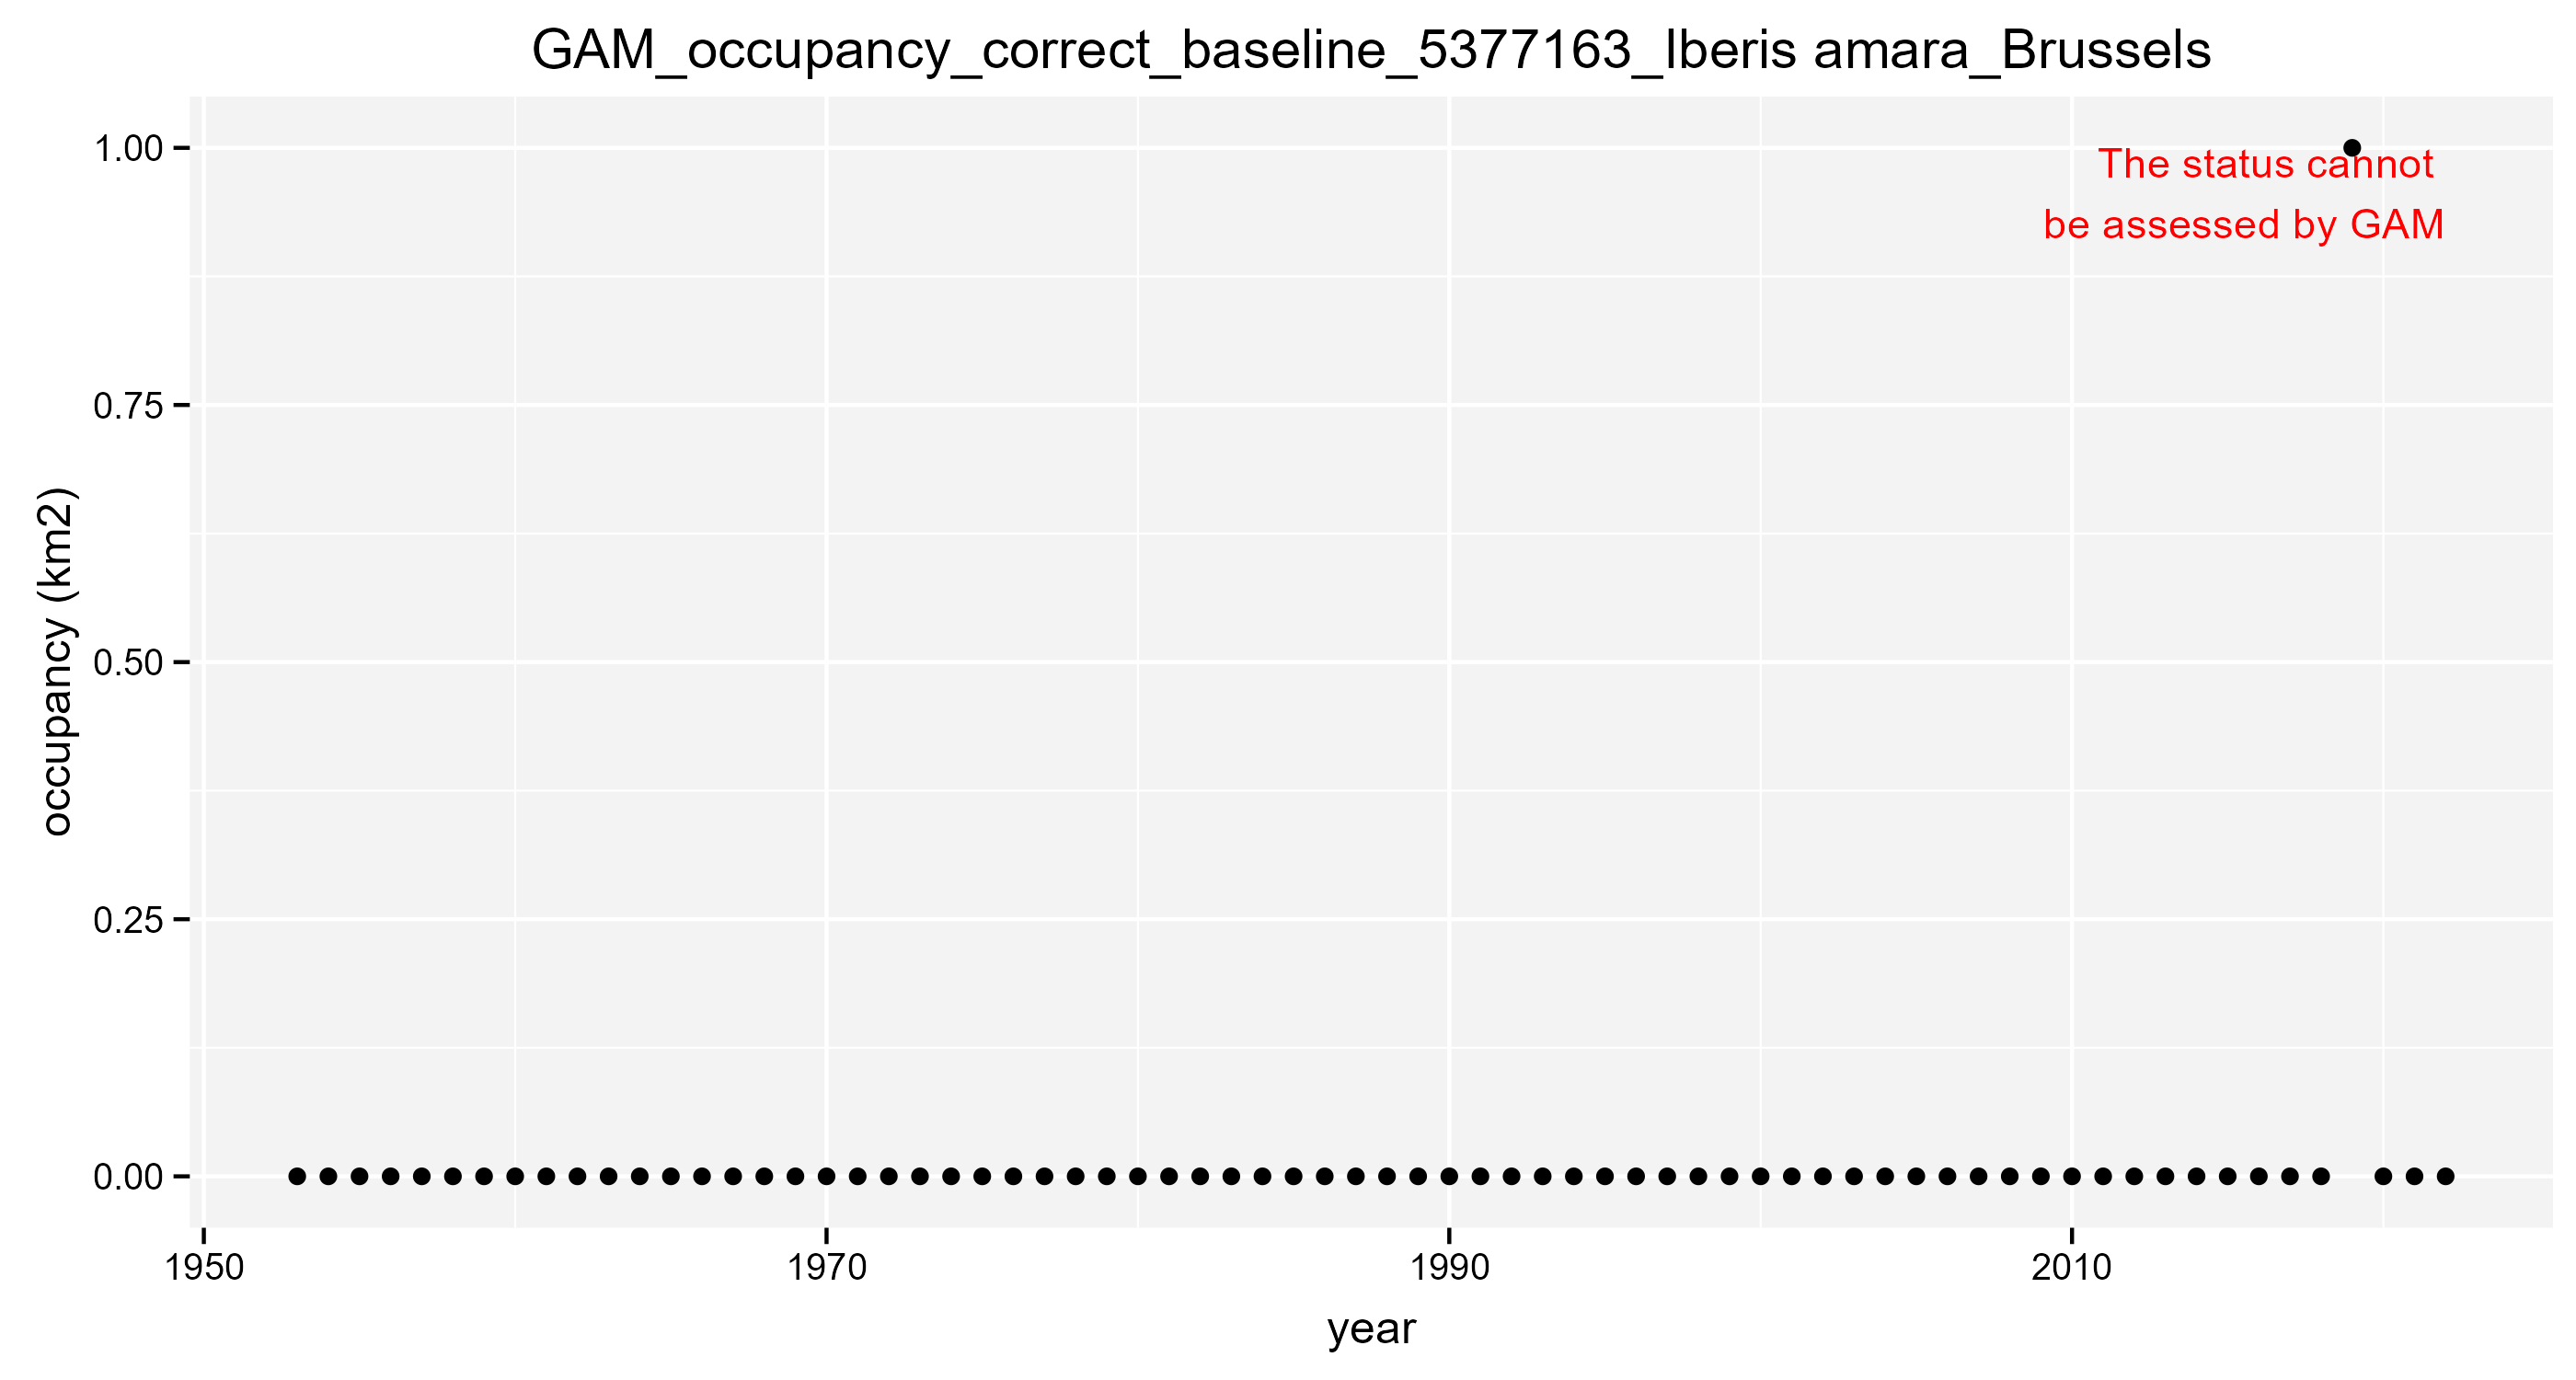 GAM_occupancy_correct_baseline_5377163_Iberis amara_Brussels
1.00
The status cannot
be assessed by GAM
0.75
0.50
0.25
0.00
occupancy (km2)
1950 1970 1990 2010
year